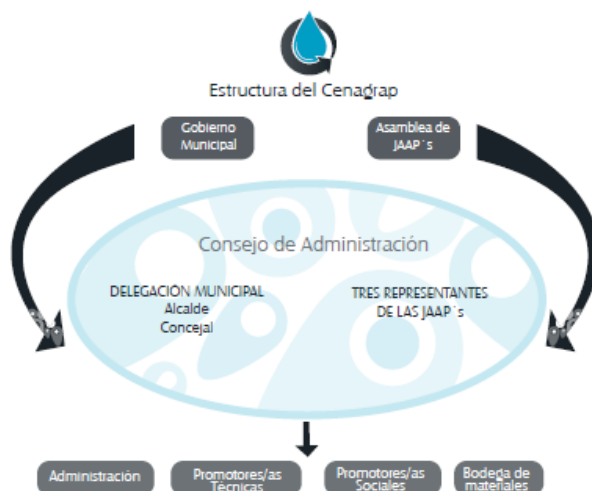 Estructura del Cenagrap
Gobierno
Municipal
Asamblea de
JAAP´s
Consejo de Administración
DELEGACIÓN MUNICIPAL
Alcalde
Concejal
TRES REPRESENTANTES
DE LAS JAAP´s
Administración
Promotores/as
Técnicas
Promotores/as
Sociales
Bodega de
materiales